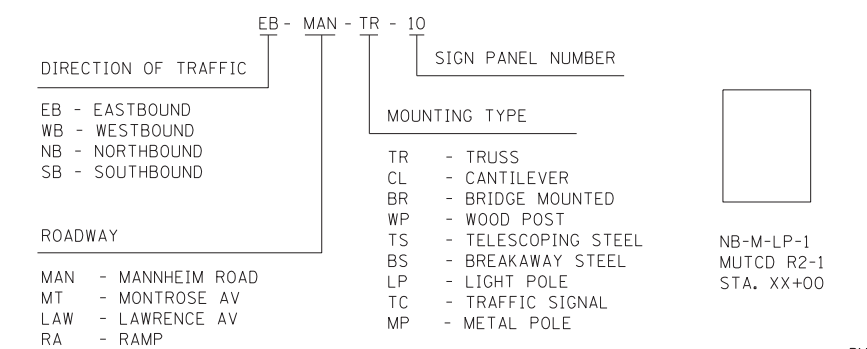 EB - MAN - TR - 10
SIGN PANEL NUMBER
DIRECTION OF TRAFFIC
EB - EASTBOUND
WB - WESTBOUND
NB - NORTHBOUND
SB - SOUTHBOUND
MOUNTING TYPE
TR - TRUSS
CL - CANTILEVER
BR - BRIDGE MOUNTED
WP - WOOD POST
TS - TELESCOPING STEEL
BS - BREAKAWAY STEEL
LP - LIGHT POLE
TC - TRAFFIC SIGNAL
MP - METAL POLE
ROADWAY
MAN - MANNHEIM ROAD
MT - MONTROSE AV
LAW - LAWRENCE AV
RA - RAMP
NB-M-LP-1
MUTCD R2-1
STA. XX+00